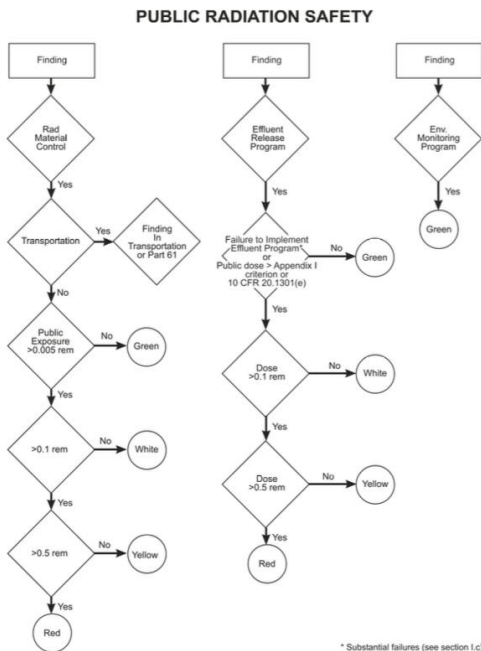 PUBLIC RADIATION SAFETY
Finding
Rad
Material
Control
Yes
Transportation
Yes
Finding
In
Transportation
or Part 61
No
Public
Exposure
>0.005 rem
No
Green
Yes
>0.1 rem
No
White
Yes
>0.5 rem
No
Yellow
Yes
Red
Finding
Effluent
Release
Program
Yes
Failure to Implement
Effluent Program*
or
Public dose > Appendix I
criterion or
10 CFR 20.1301(e)
No
Green
Yes
Dose
>0.1 rem
No
White
Yes
Dose
>0.5 rem
No
Yellow
Yes
Red
Finding
Env.
Monitoring
Program
Yes
Green
* Substantial failures (see section I.c)